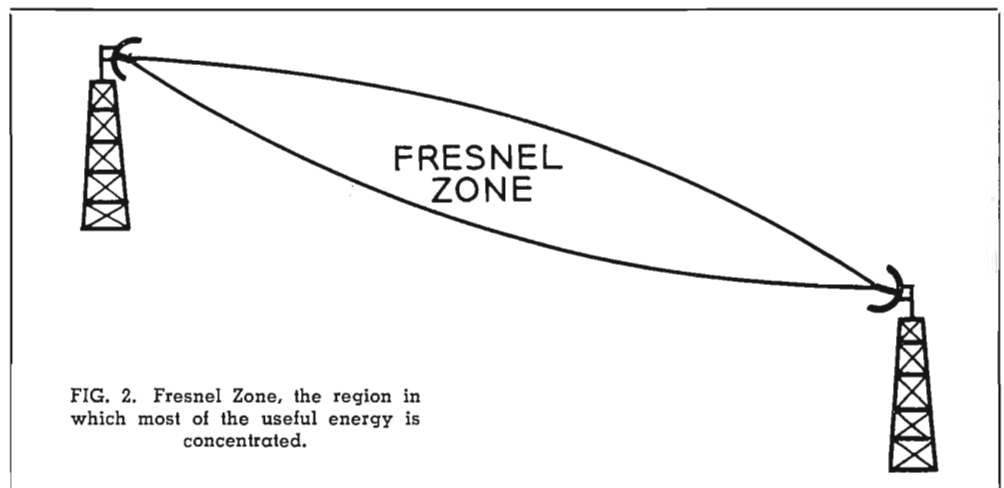 FRESNEL
ZONE
FIG. 2. Fresnel Zone, the region in
which most of the useful energy is
concentrated.